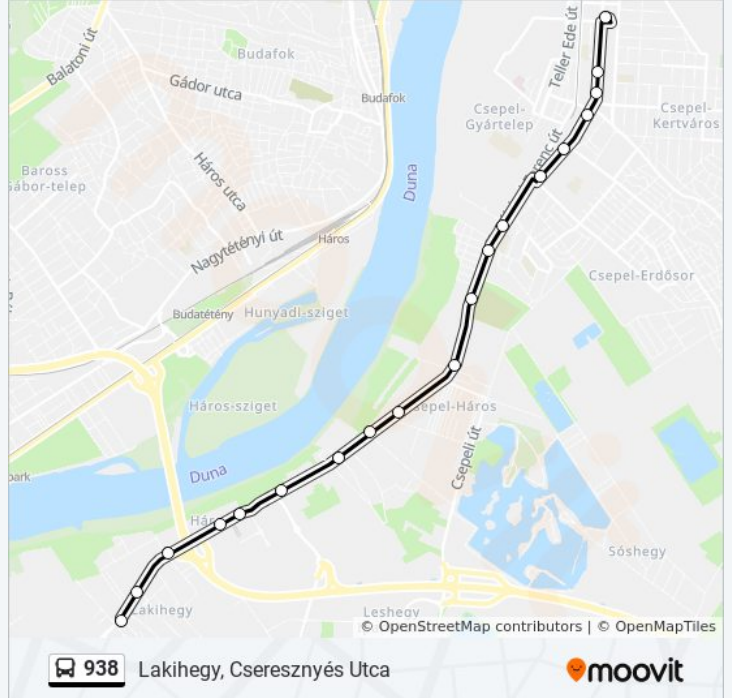 Batatoni út
Teller Ede út
Budafok
Gádor utca
Budafok
Csepel-
Gyártelep
Csepel-
Kertváros
Baross
Gábor-telep
Háros utca
Duna
Nagytétényi út
Háros
Csepel-Erdősor
Budatétény
Hunyadi-sziget
Háros-sziget
Csepel-Háros
Csepeli út
park
Duna
Sóshegy
Lakihegy
Leshegy
© OpenStreetMap contributors | © OpenMapTiles
938 Lakihegy, Cseresznyés Utca
moovit